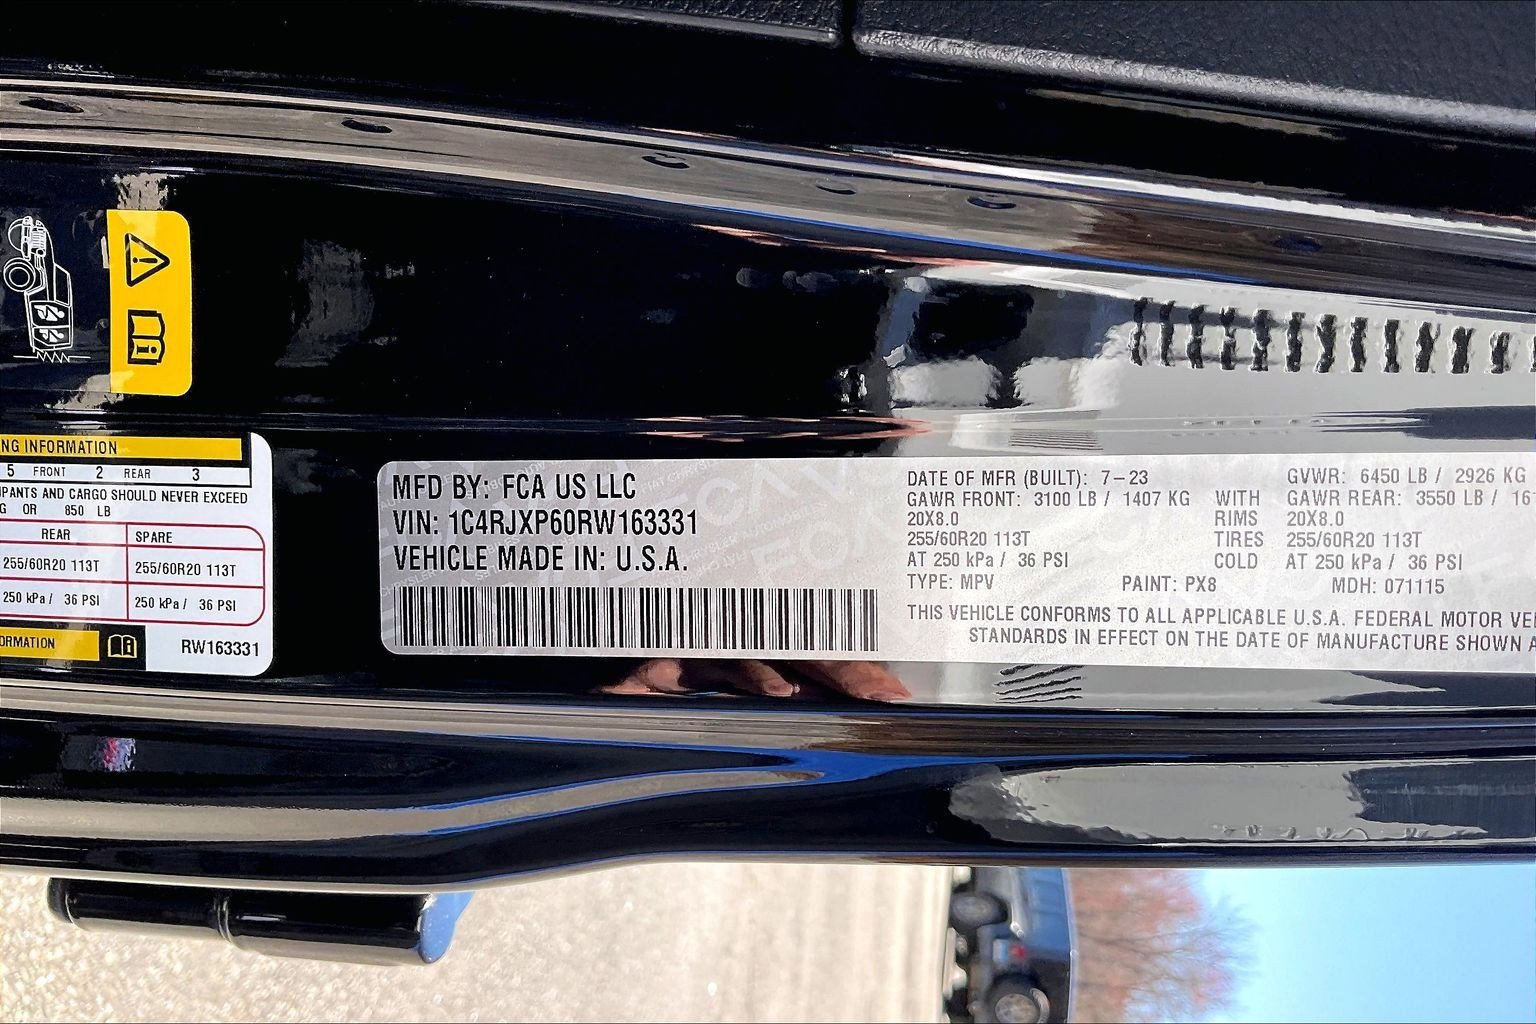 NG INFORMATION
5 FRONT 2 REAR 3
UPANTS AND CARGO SHOULD NEVER EXCEED
G OR 850 LB
REAR SPARE
255/60R20 113T 255/60R20 113T
250 kPa / 36 PSI 250 kPa / 36 PSI
ORMATION
RW163331
MFD BY: FCA US LLC
VIN: 1C4RJXP60RW163331
VEHICLE MADE IN: U.S.A.
DATE OF MFR (BUILT): 7-23 GVWR: 6450 LB / 2926 KG
GAWR FRONT: 3100 LB / 1407 KG WITH GAWR REAR: 3550 LB / 16
20X8.0 RIMS 20X8.0
255/60R20 113T TIRES 255/60R20 113T
AT 250 kPa / 36 PSI COLD AT 250 kPa / 36 PSI
TYPE: MPV PAINT: PX8 MDH: 071115
THIS VEHICLE CONFORMS TO ALL APPLICABLE U.S.A. FEDERAL MOTOR VE
STANDARDS IN EFFECT ON THE DATE OF MANUFACTURE SHOWN A